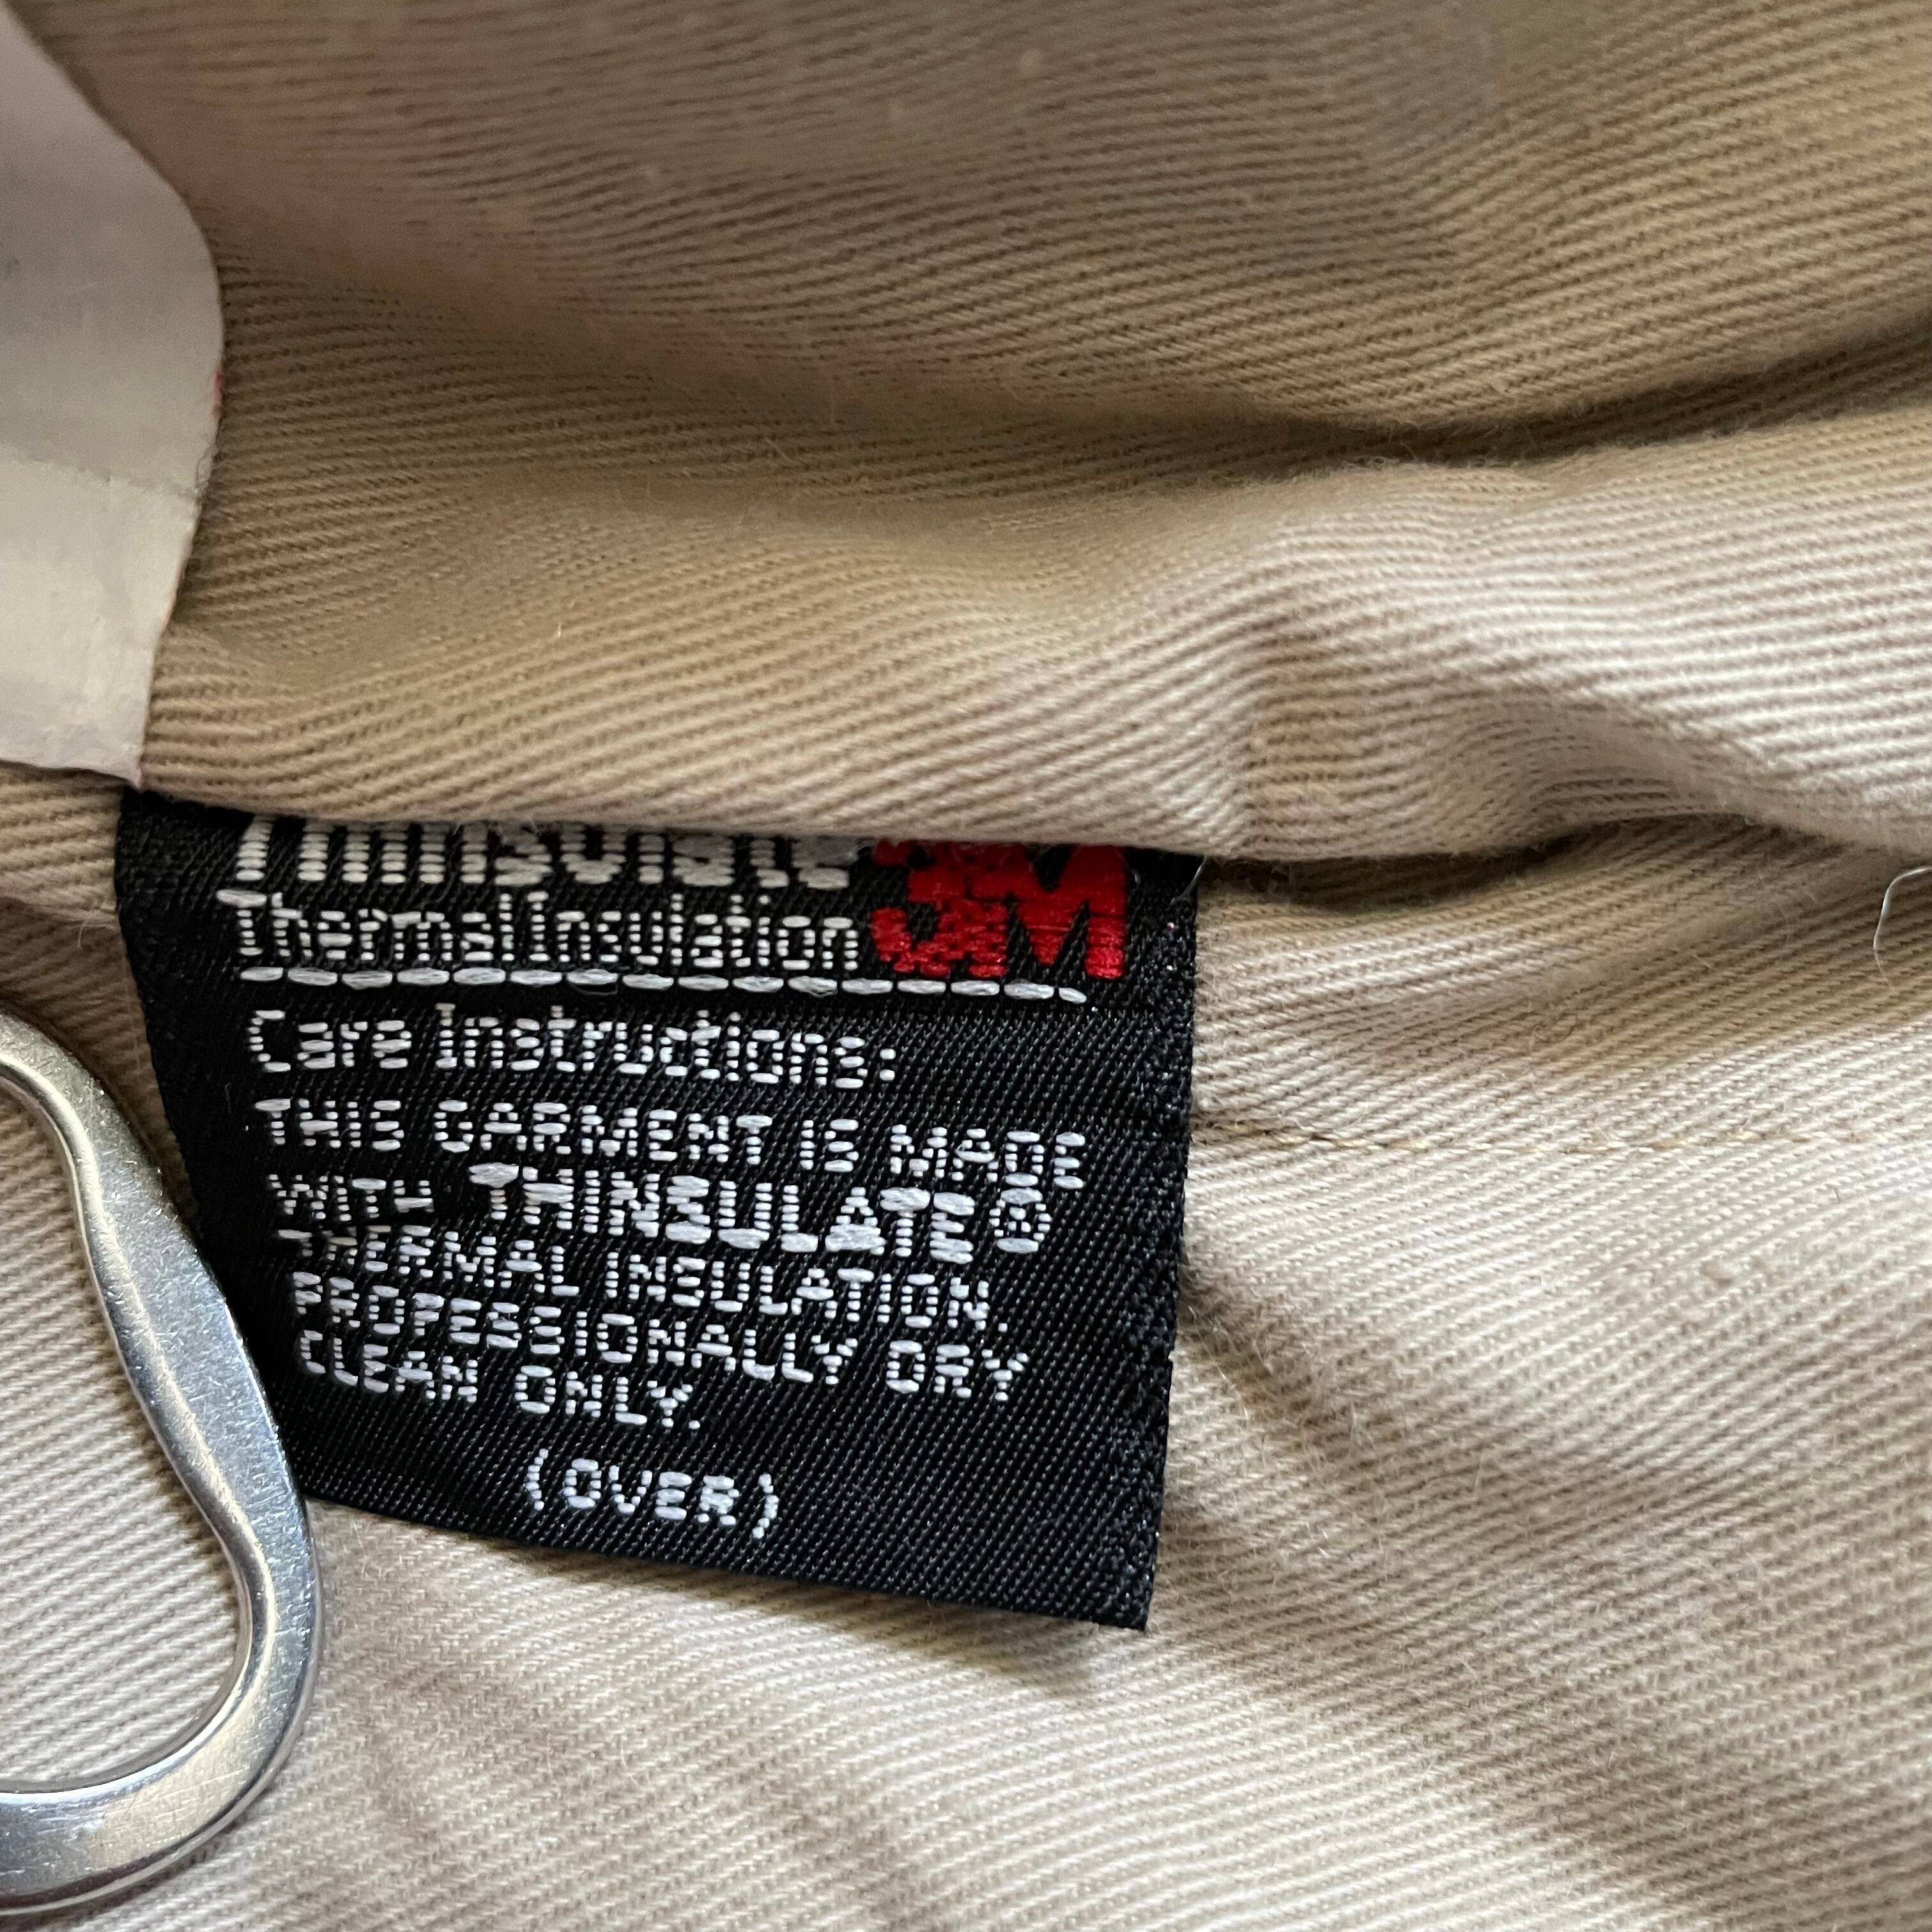 Thinsulate 3M
Thermal Insulation
Care Instructions:
THIS GARMENT IS MADE
WITH THINSULATE®
THERMAL INSULATION.
PROFESSIONALLY DRY
CLEAN ONLY.
(OVER)